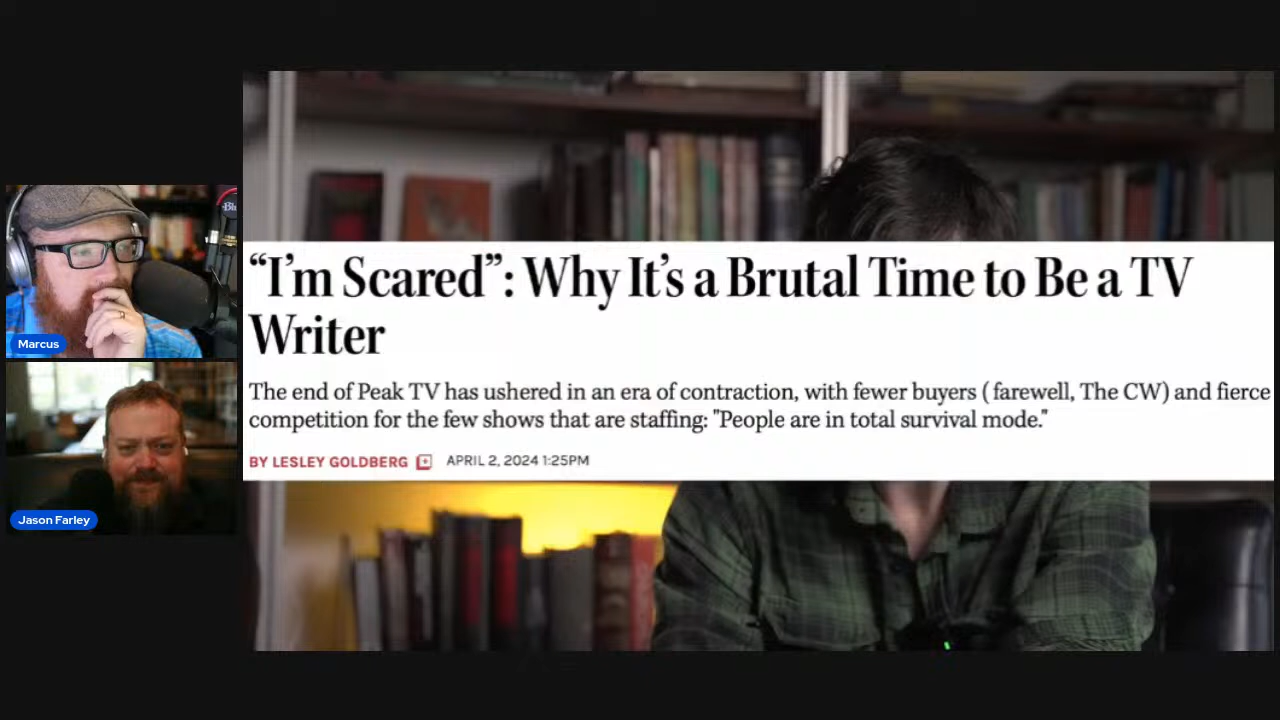 “I’m Scared”: Why It’s a Brutal Time to Be a TV
Writer
The end of Peak TV has ushered in an era of contraction, with fewer buyers (farewell, The CW) and fierce
competition for the few shows that are staffing: "People are in total survival mode."
BY LESLEY GOLDBERG APRIL 2, 2024 1:25PM
Marcus
Jason Farley